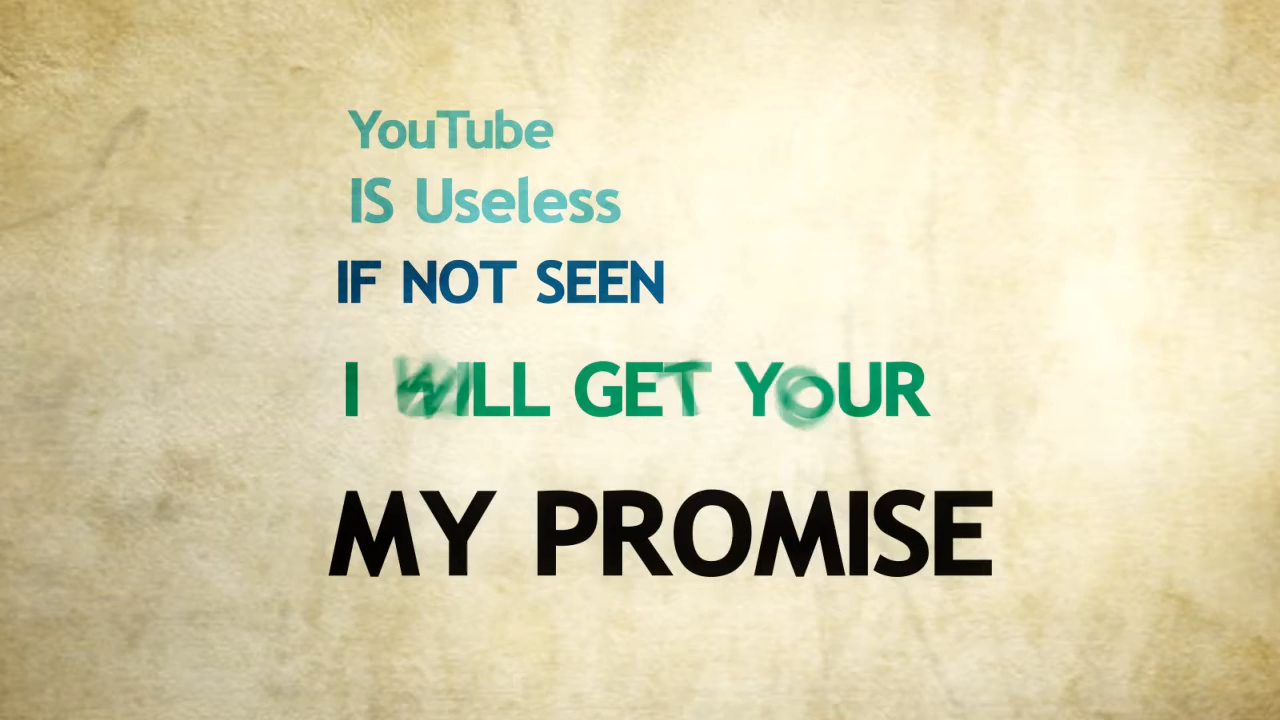 YouTube
IS Useless
IF NOT SEEN
I WILL GET YOUR
MY PROMISE